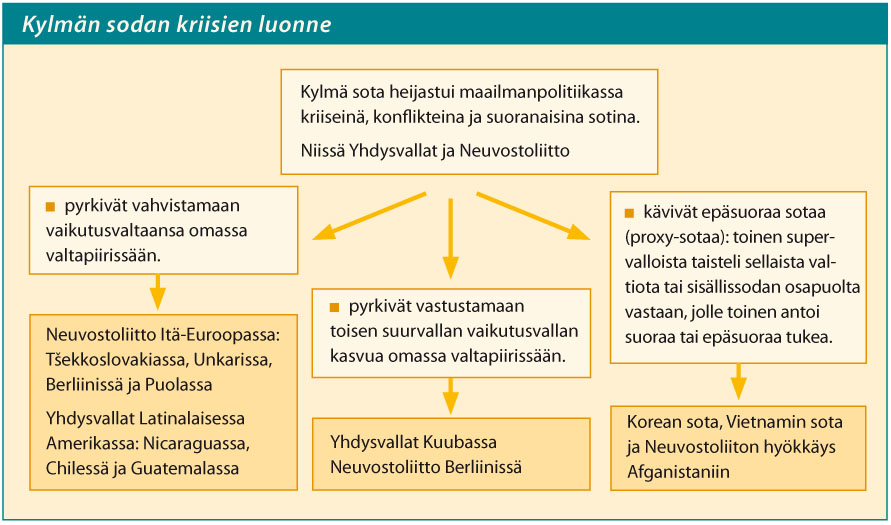 Kylmän sodan kriisien luonne
Kylmä sota heijastui maailmanpolitiikassa
kriiseinä, konflikteina ja suoranaisina sotina.
Niissä Yhdysvallat ja Neuvostoliitto
■ pyrkivät vahvistamaan
vaikutusvaltaansa omassa
valtapiirissään.
Neuvostoliitto Itä-Euroopassa:
Tšekkoslovakiassa, Unkarissa,
Berliinissä ja Puolassa
Yhdysvallat Latinalaisessa
Amerikassa: Nicaraguassa,
Chilessä ja Guatemalassa
■ pyrkivät vastustamaan
toisen suurvallan vaikutusvallan
kasvua omassa valtapiirissään.
Yhdysvallat Kuubassa
Neuvostoliitto Berliinissä
■ kävivät epäsuoraa sotaa
(proxy-sotaa): toinen super-
valloista taisteli sellaista val-
tiota tai sisällissodan osapuolta
vastaan, jolle toinen antoi
suoraa tai epäsuoraa tukea.
Korean sota, Vietnamin sota
ja Neuvostoliiton hyökkäys
Afganistaniin